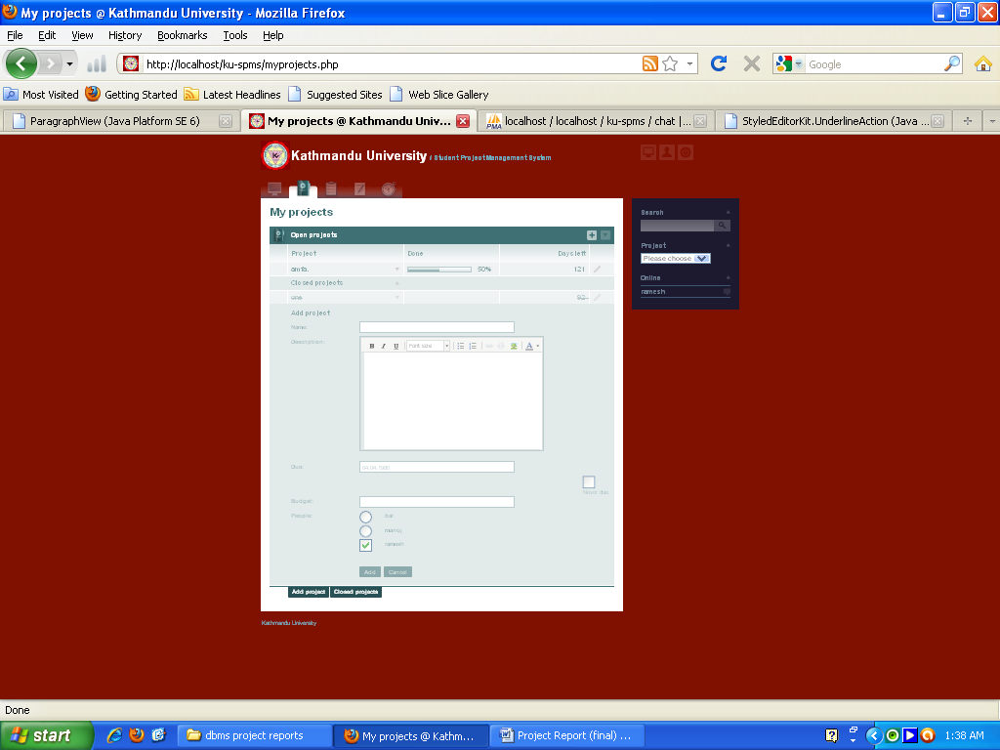 My projects @ Kathmandu University - Mozilla Firefox
File Edit View History Bookmarks Tools Help
http://localhost/ku-spms/myprojects.php Google
Most Visited Getting Started Latest Headlines Suggested Sites Web Slice Gallery
ParagraphView (Java Platform SE 6) My projects @ Kathmandu Univ... localhost / localhost / ku-spms / chat |... StyledEditorKit.UnderlineAction (Java ...
Kathmandu University / Student Project Management System
My projects
Open projects
Project Done Days left
amfa. 50% 121
Closed projects
one 92
Add project
Name:
Description:
B I U Font size A
Due:
Budget:
Never due
People:
ramesh
Add Cancel
Add project Closed projects
Kathmandu University
Search
Project
Please choose
Online
ramesh
Done
start dbms project reports My projects @ Kathm... Project Report (final) ... 1:38 AM